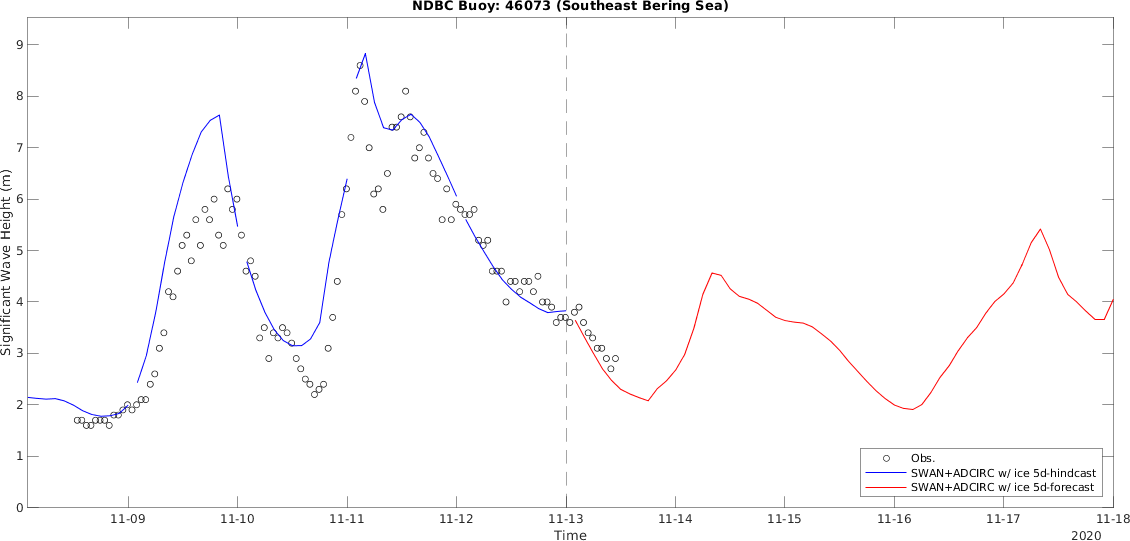 NDBC Buoy: 46073 (Southeast Bering Sea)
Significant Wave Height (m)
9
8
7
6
5
4
3
2
1
0
Obs.
SWAN+ADCIRC w/ ice 5d-hindcast
SWAN+ADCIRC w/ ice 5d-forecast
11-09 11-10 11-11 11-12 11-13 11-14 11-15 11-16 11-17 11-18
Time
2020